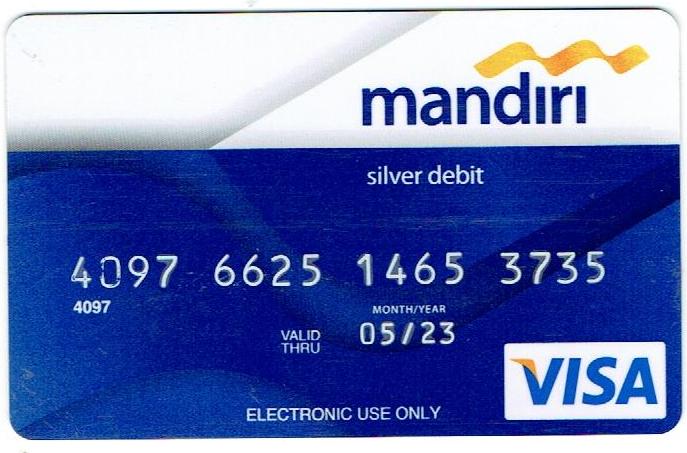 mandiri
silver debit
4097 6625 1465 3735
4097
MONTH/YEAR
VALID THRU 05/23
VISA
ELECTRONIC USE ONLY